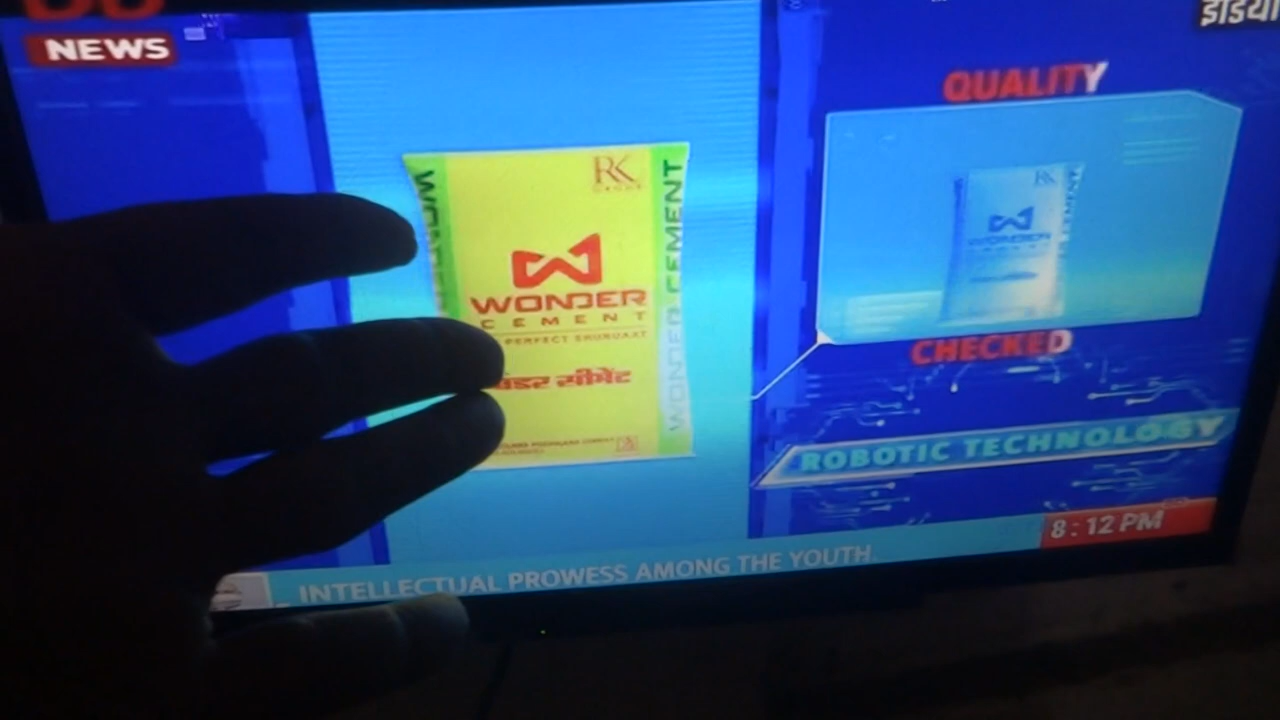 NEWS
इंडिया
QUALITY
RK
GROUP
WONDER CEMENT
WONDER
CEMENT
PERFECT SHURUAAT
सीमेंट
RK
WONDER
CEMENT
CHECKED
ROBOTIC TECHNOLOGY
8:12 PM
INTELLECTUAL PROWESS AMONG THE YOUTH.